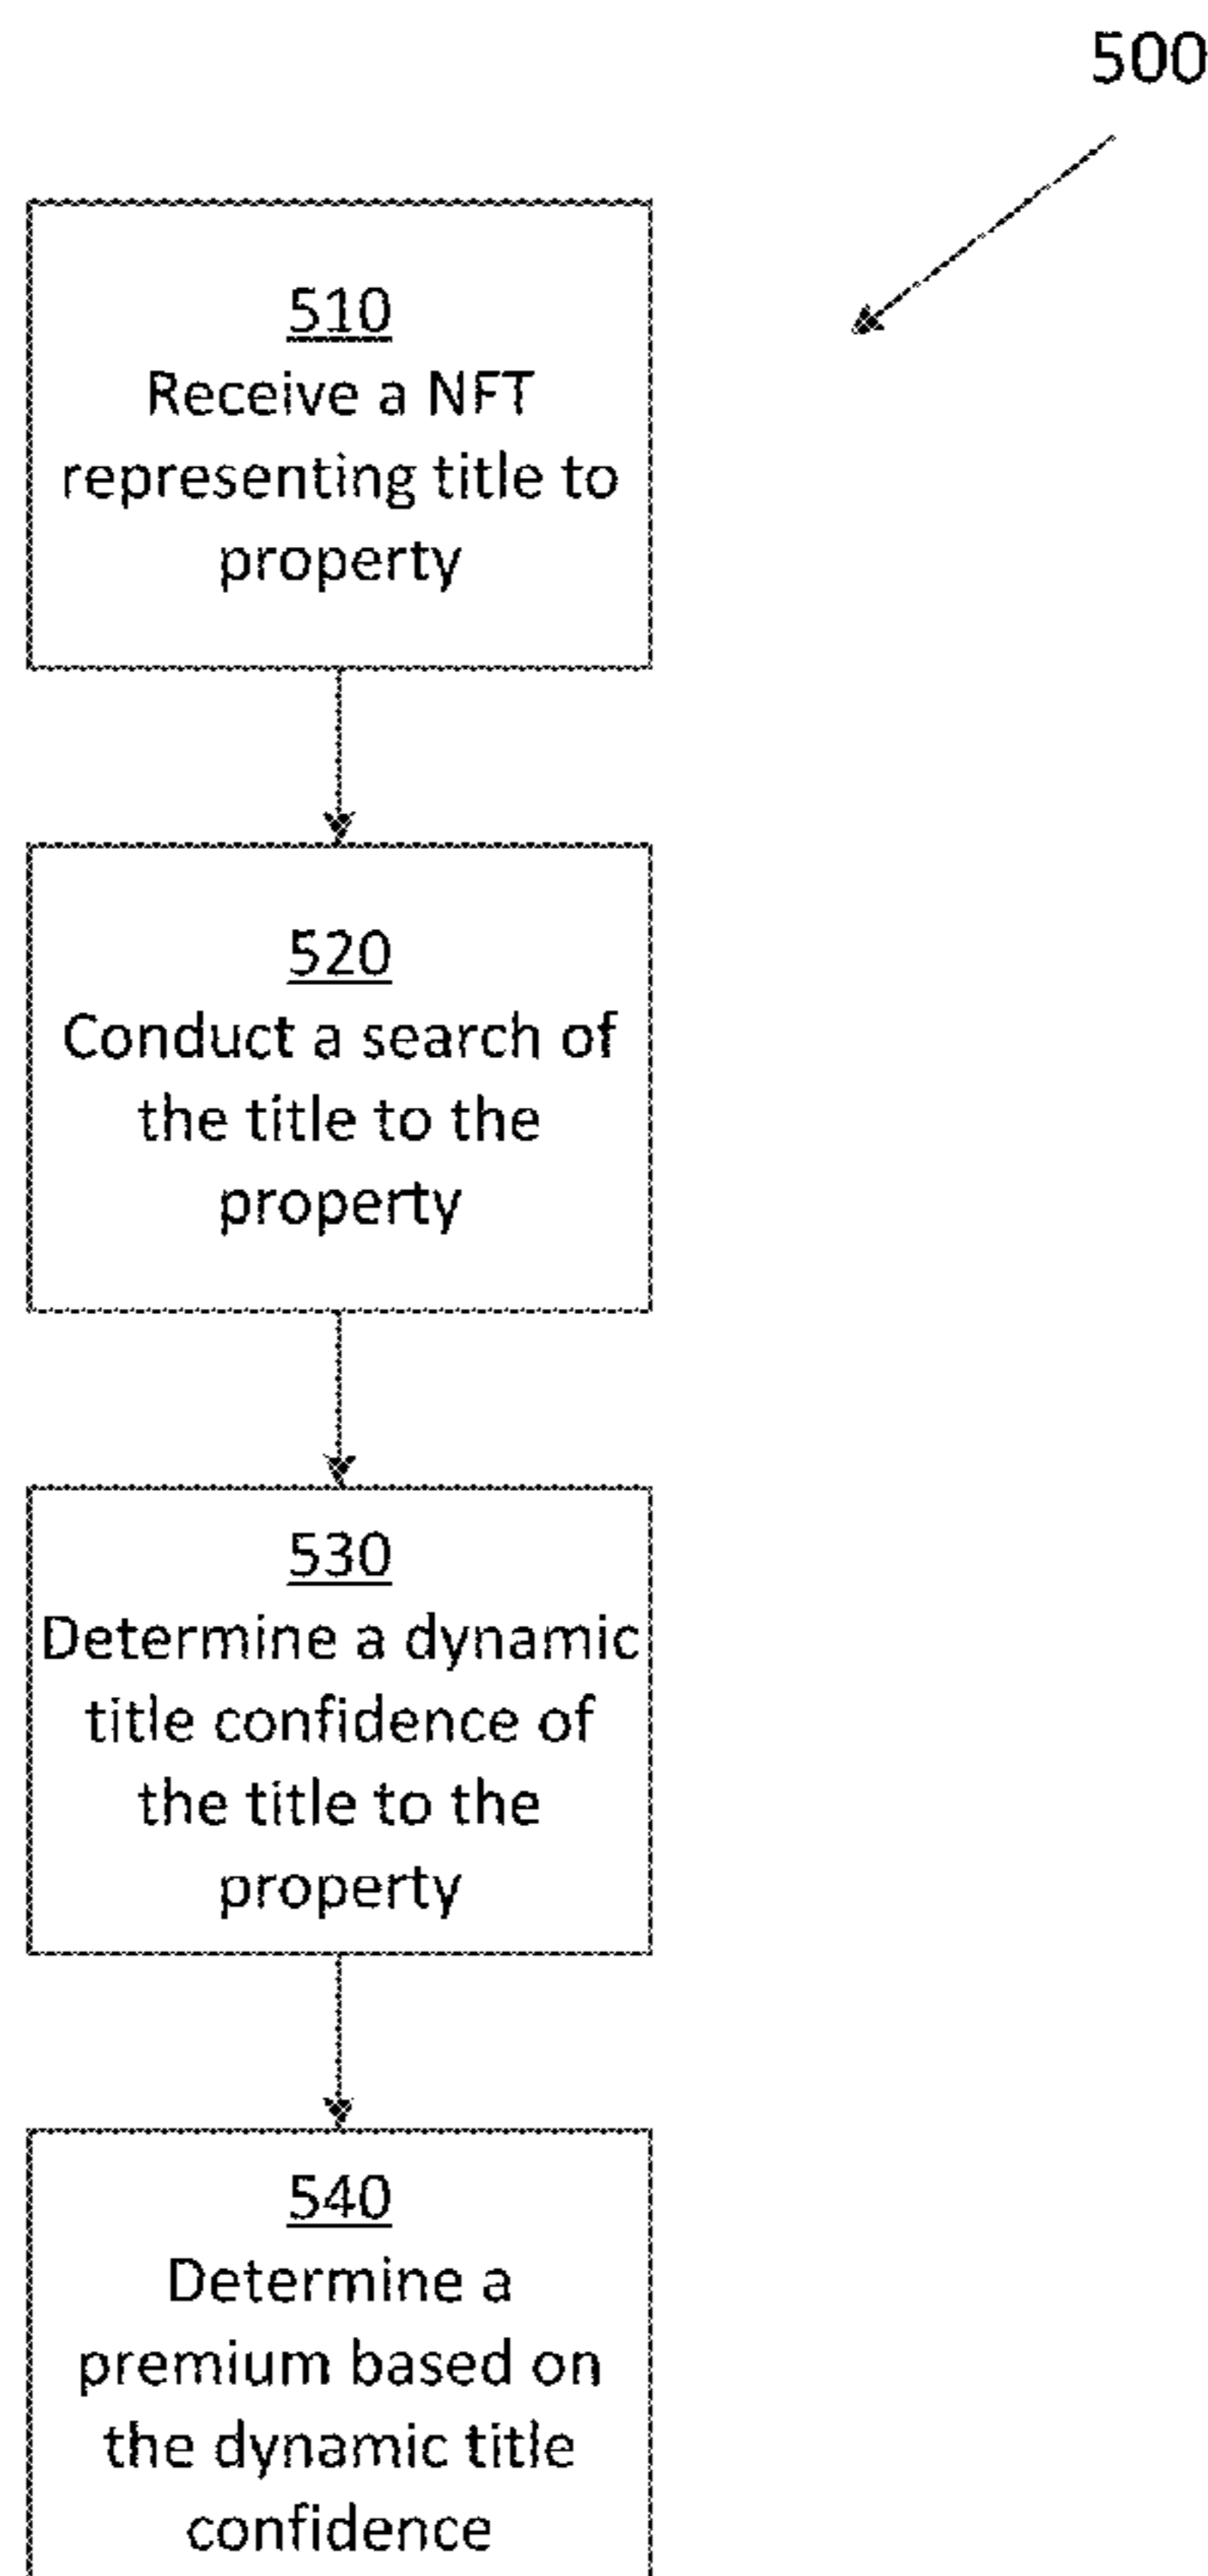 500
510
Receive a NFT
representing title to
property
520
Conduct a search of
the title to the
property
530
Determine a dynamic
title confidence of
the title to the
property
540
Determine a
premium based on
the dynamic title
confidence